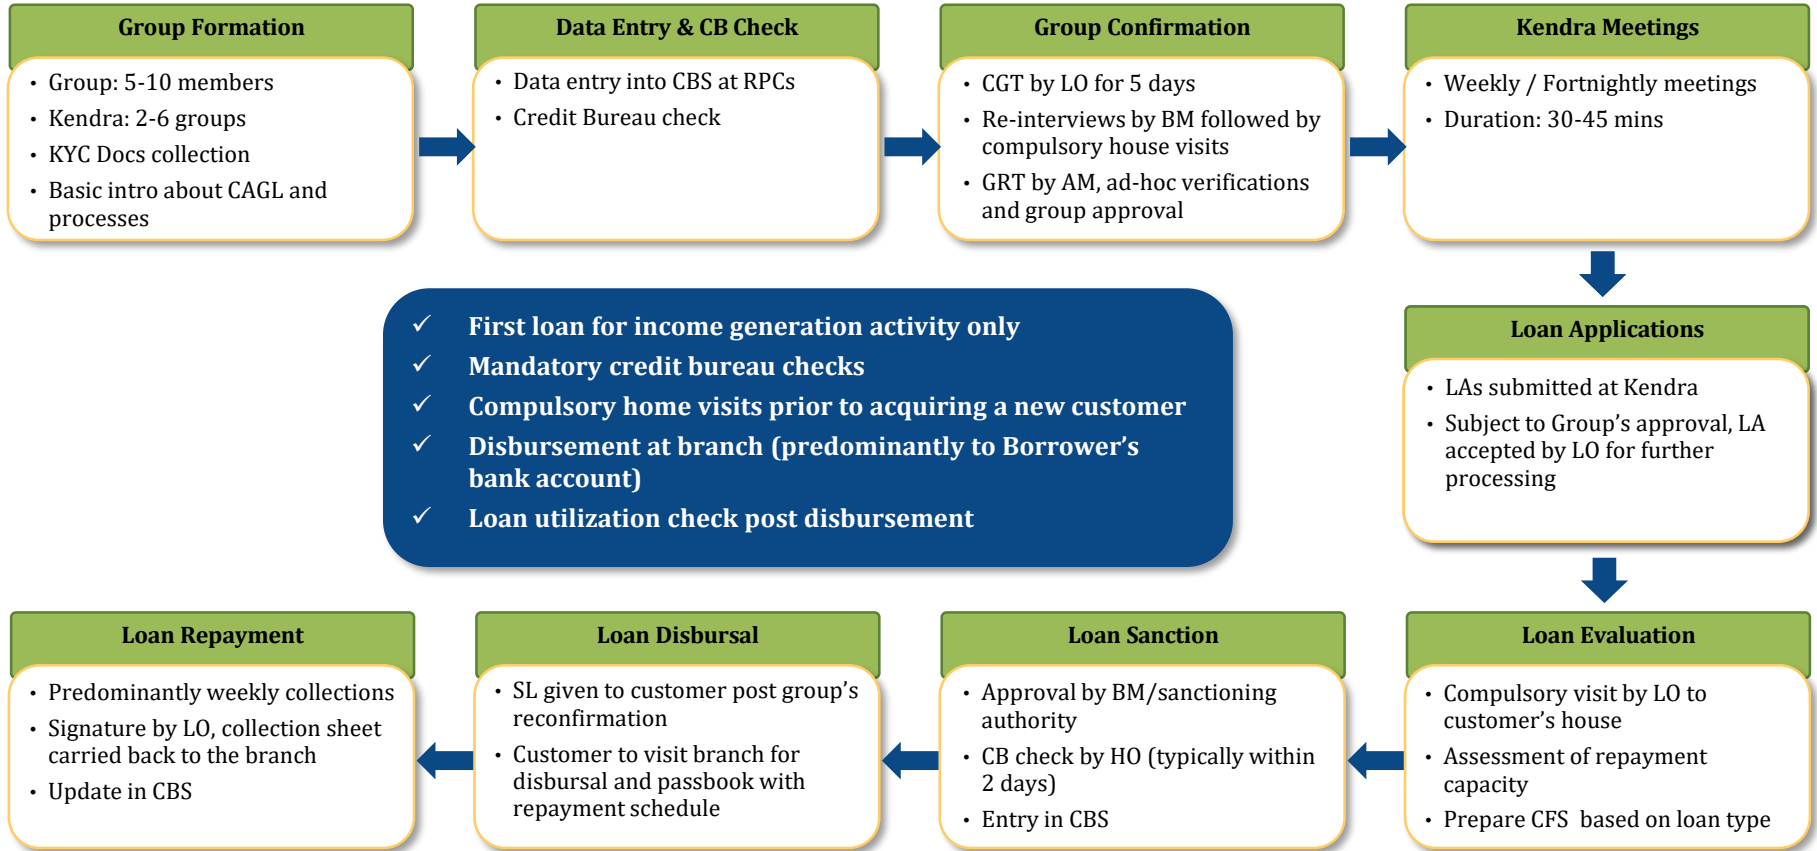 Group Formation
• Group: 5-10 members
• Kendra: 2-6 groups
• KYC Docs collection
• Basic intro about CAGL and
processes
Data Entry & CB Check
• Data entry into CBS at RPCs
• Credit Bureau check
Group Confirmation
• CGT by LO for 5 days
• Re-interviews by BM followed by
compulsory house visits
• GRT by AM, ad-hoc verifications
and group approval
Kendra Meetings
• Weekly / Fortnightly meetings
• Duration: 30-45 mins
✓ First loan for income generation activity only
✓ Mandatory credit bureau checks
✓ Compulsory home visits prior to acquiring a new customer
✓ Disbursement at branch (predominantly to Borrower's
bank account)
✓ Loan utilization check post disbursement
Loan Applications
• LAs submitted at Kendra
• Subject to Group's approval, LA
accepted by LO for further
processing
Loan Repayment
• Predominantly weekly collections
• Signature by LO, collection sheet
carried back to the branch
• Update in CBS
Loan Disbursal
• SL given to customer post group's
reconfirmation
• Customer to visit branch for
disbursal and passbook with
repayment schedule
Loan Sanction
• Approval by BM/sanctioning
authority
• CB check by HO (typically within
2 days)
• Entry in CBS
Loan Evaluation
• Compulsory visit by LO to
customer's house
• Assessment of repayment
capacity
• Prepare CFS based on loan type